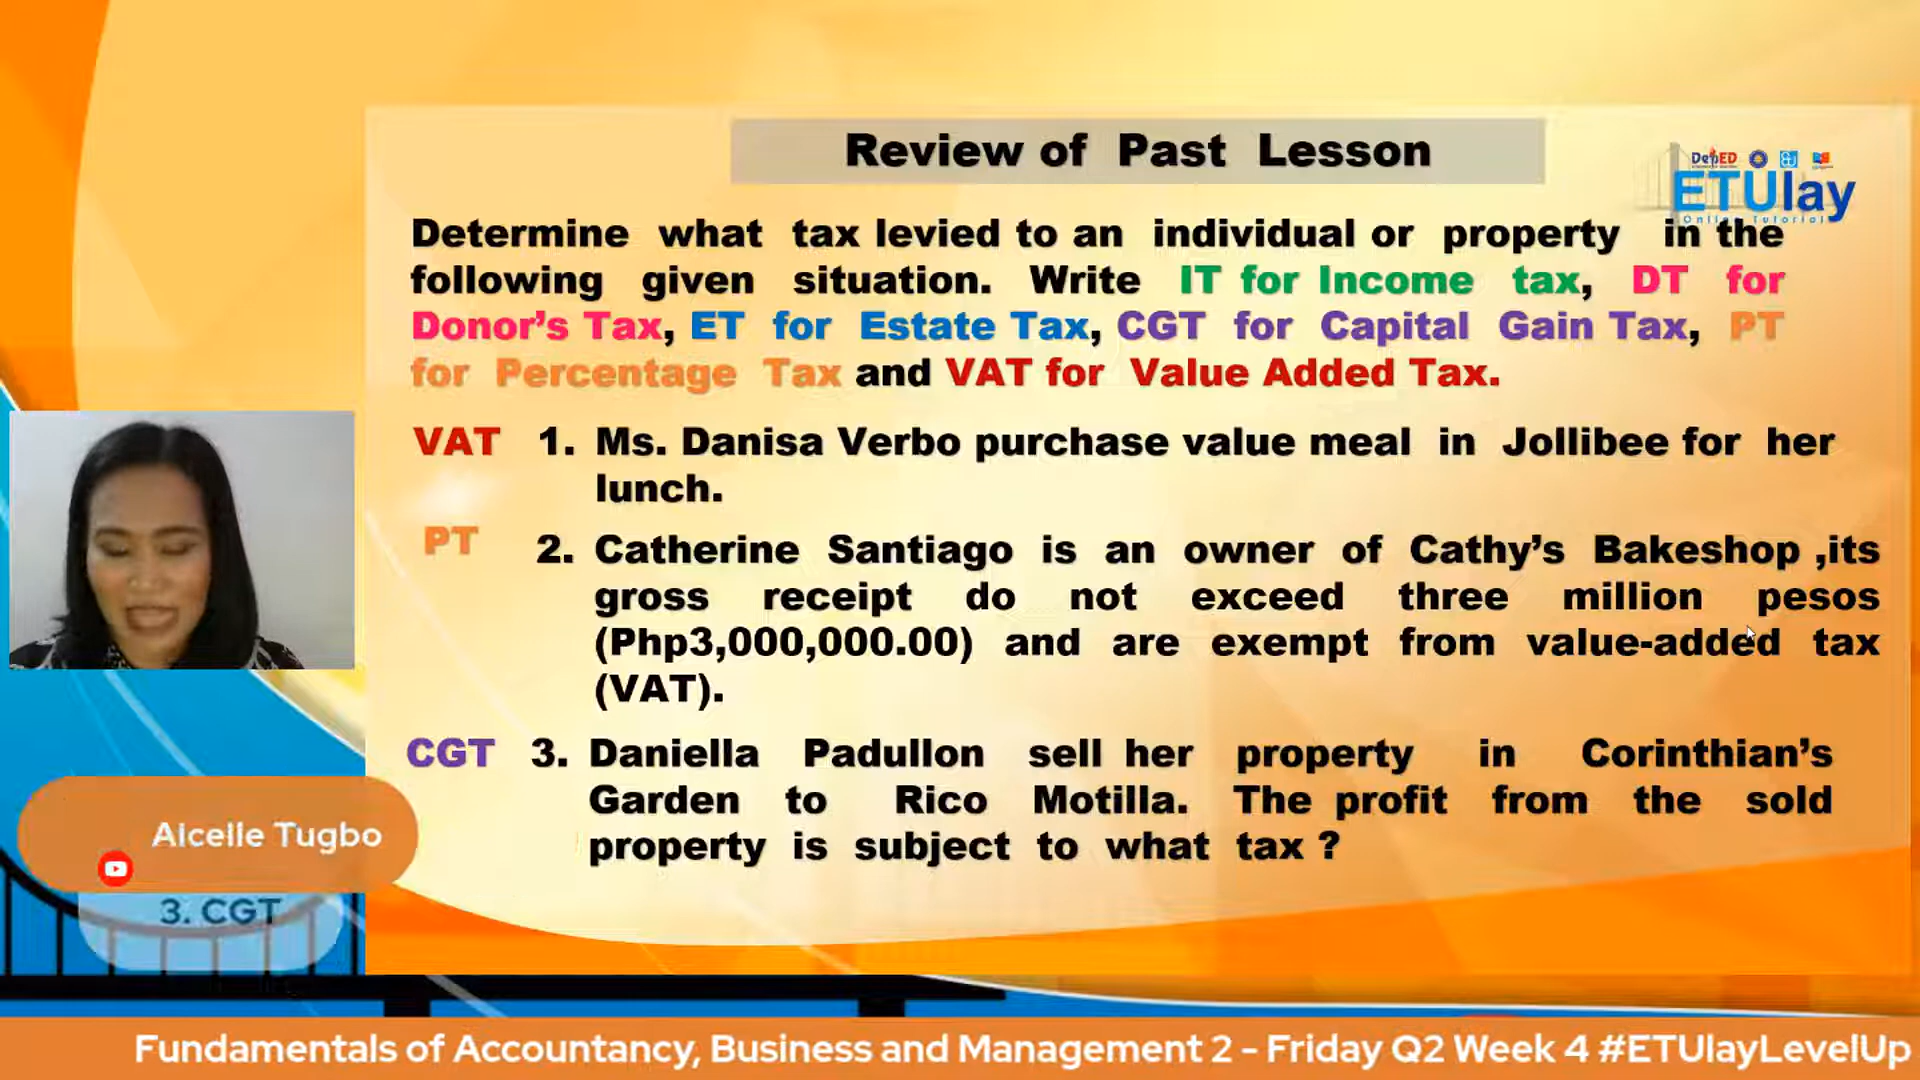 Review of Past Lesson
DepED
ETUlay
Online Tutorial
Determine what tax levied to an individual or property in the
following given situation. Write IT for Income tax, DT for
Donor’s Tax, ET for Estate Tax, CGT for Capital Gain Tax, PT
for Percentage Tax and VAT for Value Added Tax.
VAT 1. Ms. Danisa Verbo purchase value meal in Jollibee for her
lunch.
PT 2. Catherine Santiago is an owner of Cathy’s Bakeshop ,its
gross receipt do not exceed three million pesos
(Php3,000,000.00) and are exempt from value-added tax
(VAT).
CGT 3. Daniella Padullon sell her property in Corinthian’s
Garden to Rico Motilla. The profit from the sold
property is subject to what tax ?
Aicelle Tugbo
3. CGT
Fundamentals of Accountancy, Business and Management 2 - Friday Q2 Week 4 #ETUlayLevelUp